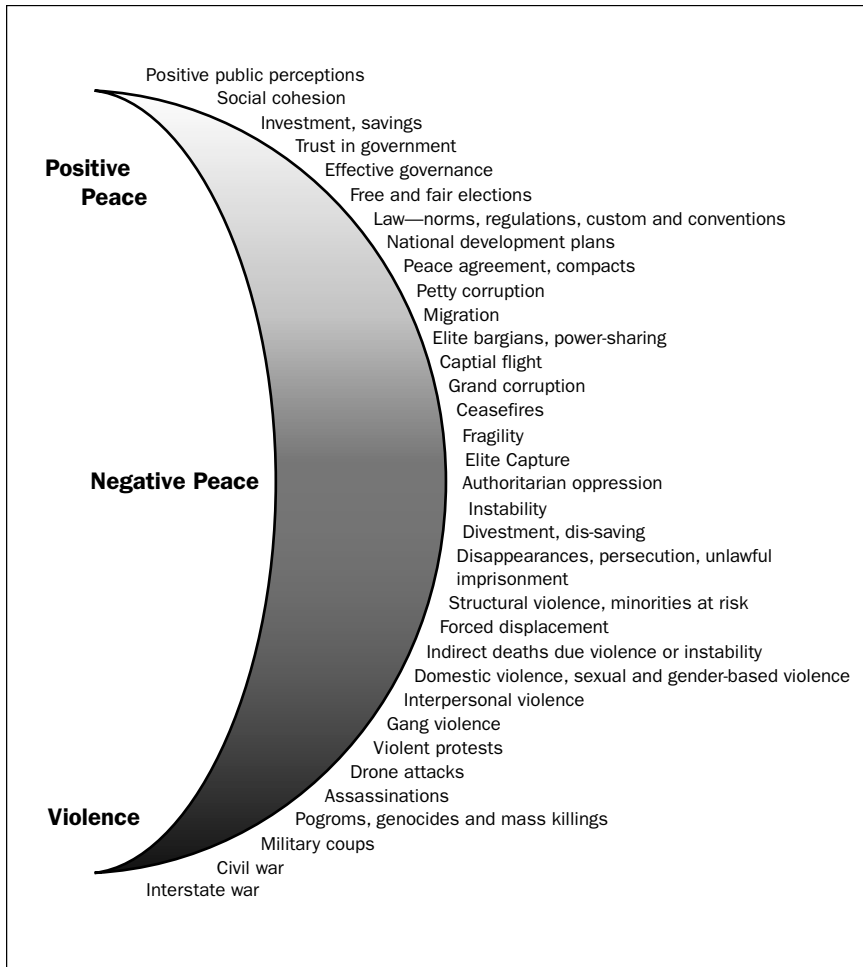 Positive public perceptions
Social cohesion
Investment, savings
Trust in government
Positive
Peace
Effective governance
Free and fair elections
Law—norms, regulations, custom and conventions
National development plans
Peace agreement, compacts
Petty corruption
Migration
Elite bargians, power-sharing
Captial flight
Grand corruption
Ceasefires
Fragility
Elite Capture
Negative Peace
Authoritarian oppression
Instability
Divestment, dis-saving
Disappearances, persecution, unlawful
imprisonment
Structural violence, minorities at risk
Forced displacement
Indirect deaths due violence or instability
Domestic violence, sexual and gender-based violence
Interpersonal violence
Gang violence
Violent protests
Drone attacks
Assassinations
Violence
Pogroms, genocides and mass killings
Military coups
Civil war
Interstate war